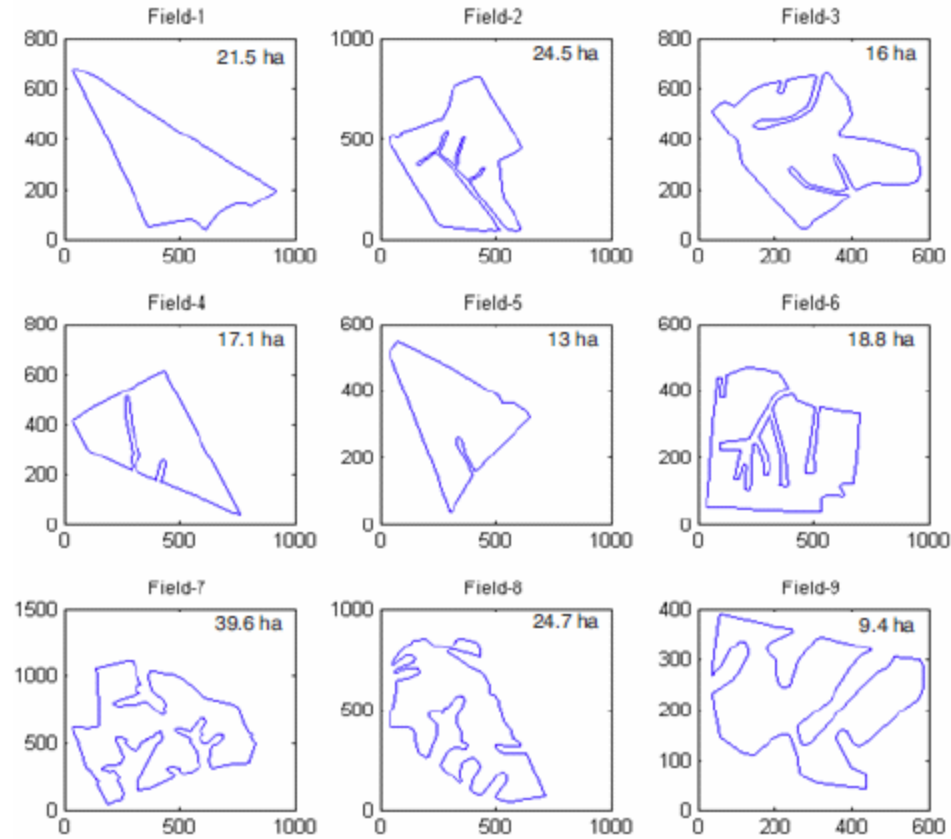 Field-1 Field-2 Field-3
800 1000 800
21.5 ha 24.5 ha 16 ha
600 600
400 500 400
200 200
0 0 0
0 500 1000 0 500 1000 0 200 400 600
Field-4 Field-5 Field-6
800 600 600
17.1 ha 13 ha 18.8 ha
600 400 400
400
200 200 200
0 0 0
0 500 1000 0 500 1000 0 500 1000
Field-7 Field-8 Field-9
1500 1000 400
39.6 ha 24.7 ha 9.4 ha
1000 300
500 200
500 100
0 0 0
0 500 1000 0 500 1000 0 200 400 600